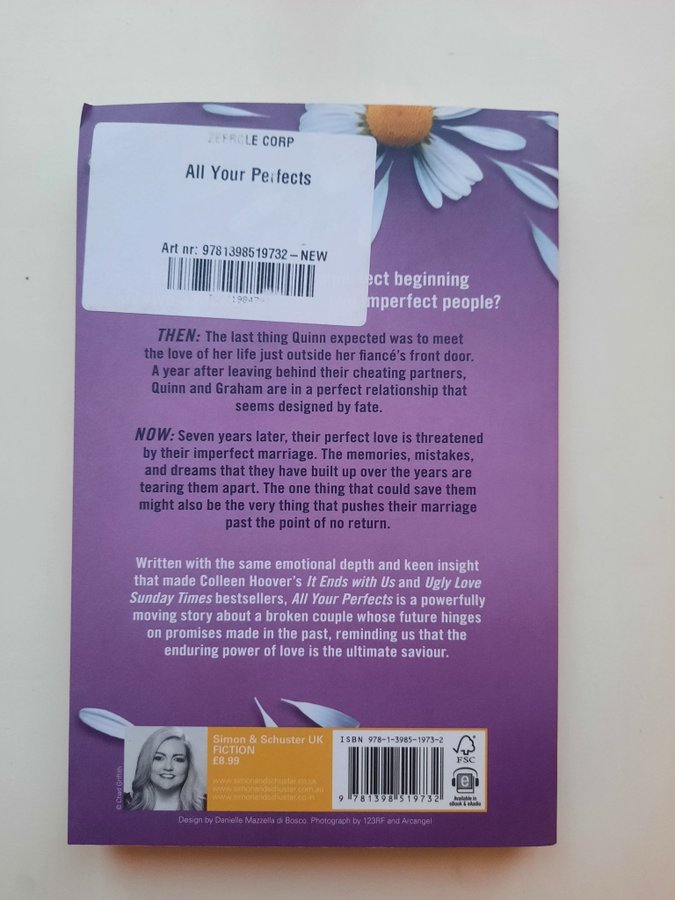 LE CORP
All Your Perfects
Art nr: 9781398519732 – NEW
beginning
imperfect people?
THEN: The last thing Quinn expected was to meet
the love of her life just outside her fiancé's front door.
A year after leaving behind their cheating partners,
Quinn and Graham are in a perfect relationship that
seems designed by fate.
NOW: Seven years later, their perfect love is threatened
by their imperfect marriage. The memories, mistakes,
and dreams that they have built up over the years are
tearing them apart. The one thing that could save them
might also be the very thing that pushes their marriage
past the point of no return.
Written with the same emotional depth and keen insight
that made Colleen Hoover's It Ends with Us and Ugly Love
Sunday Times bestsellers, All Your Perfects is a powerfully
moving story about a broken couple whose future hinges
on promises made in the past, reminding us that the
enduring power of love is the ultimate saviour.
© Chad Griffith
Simon & Schuster UK
FICTION
£8.99
www.simonandschuster.co.uk
www.simonandschuster.com.au
www.simonandschuster.co.in
ISBN 978-1-3985-1973-2
9 781398 519732
FSC
e
Available in
eBook & eAudio
Design by Danielle Mazzella di Bosco. Photograph by 123RF and Arcangel